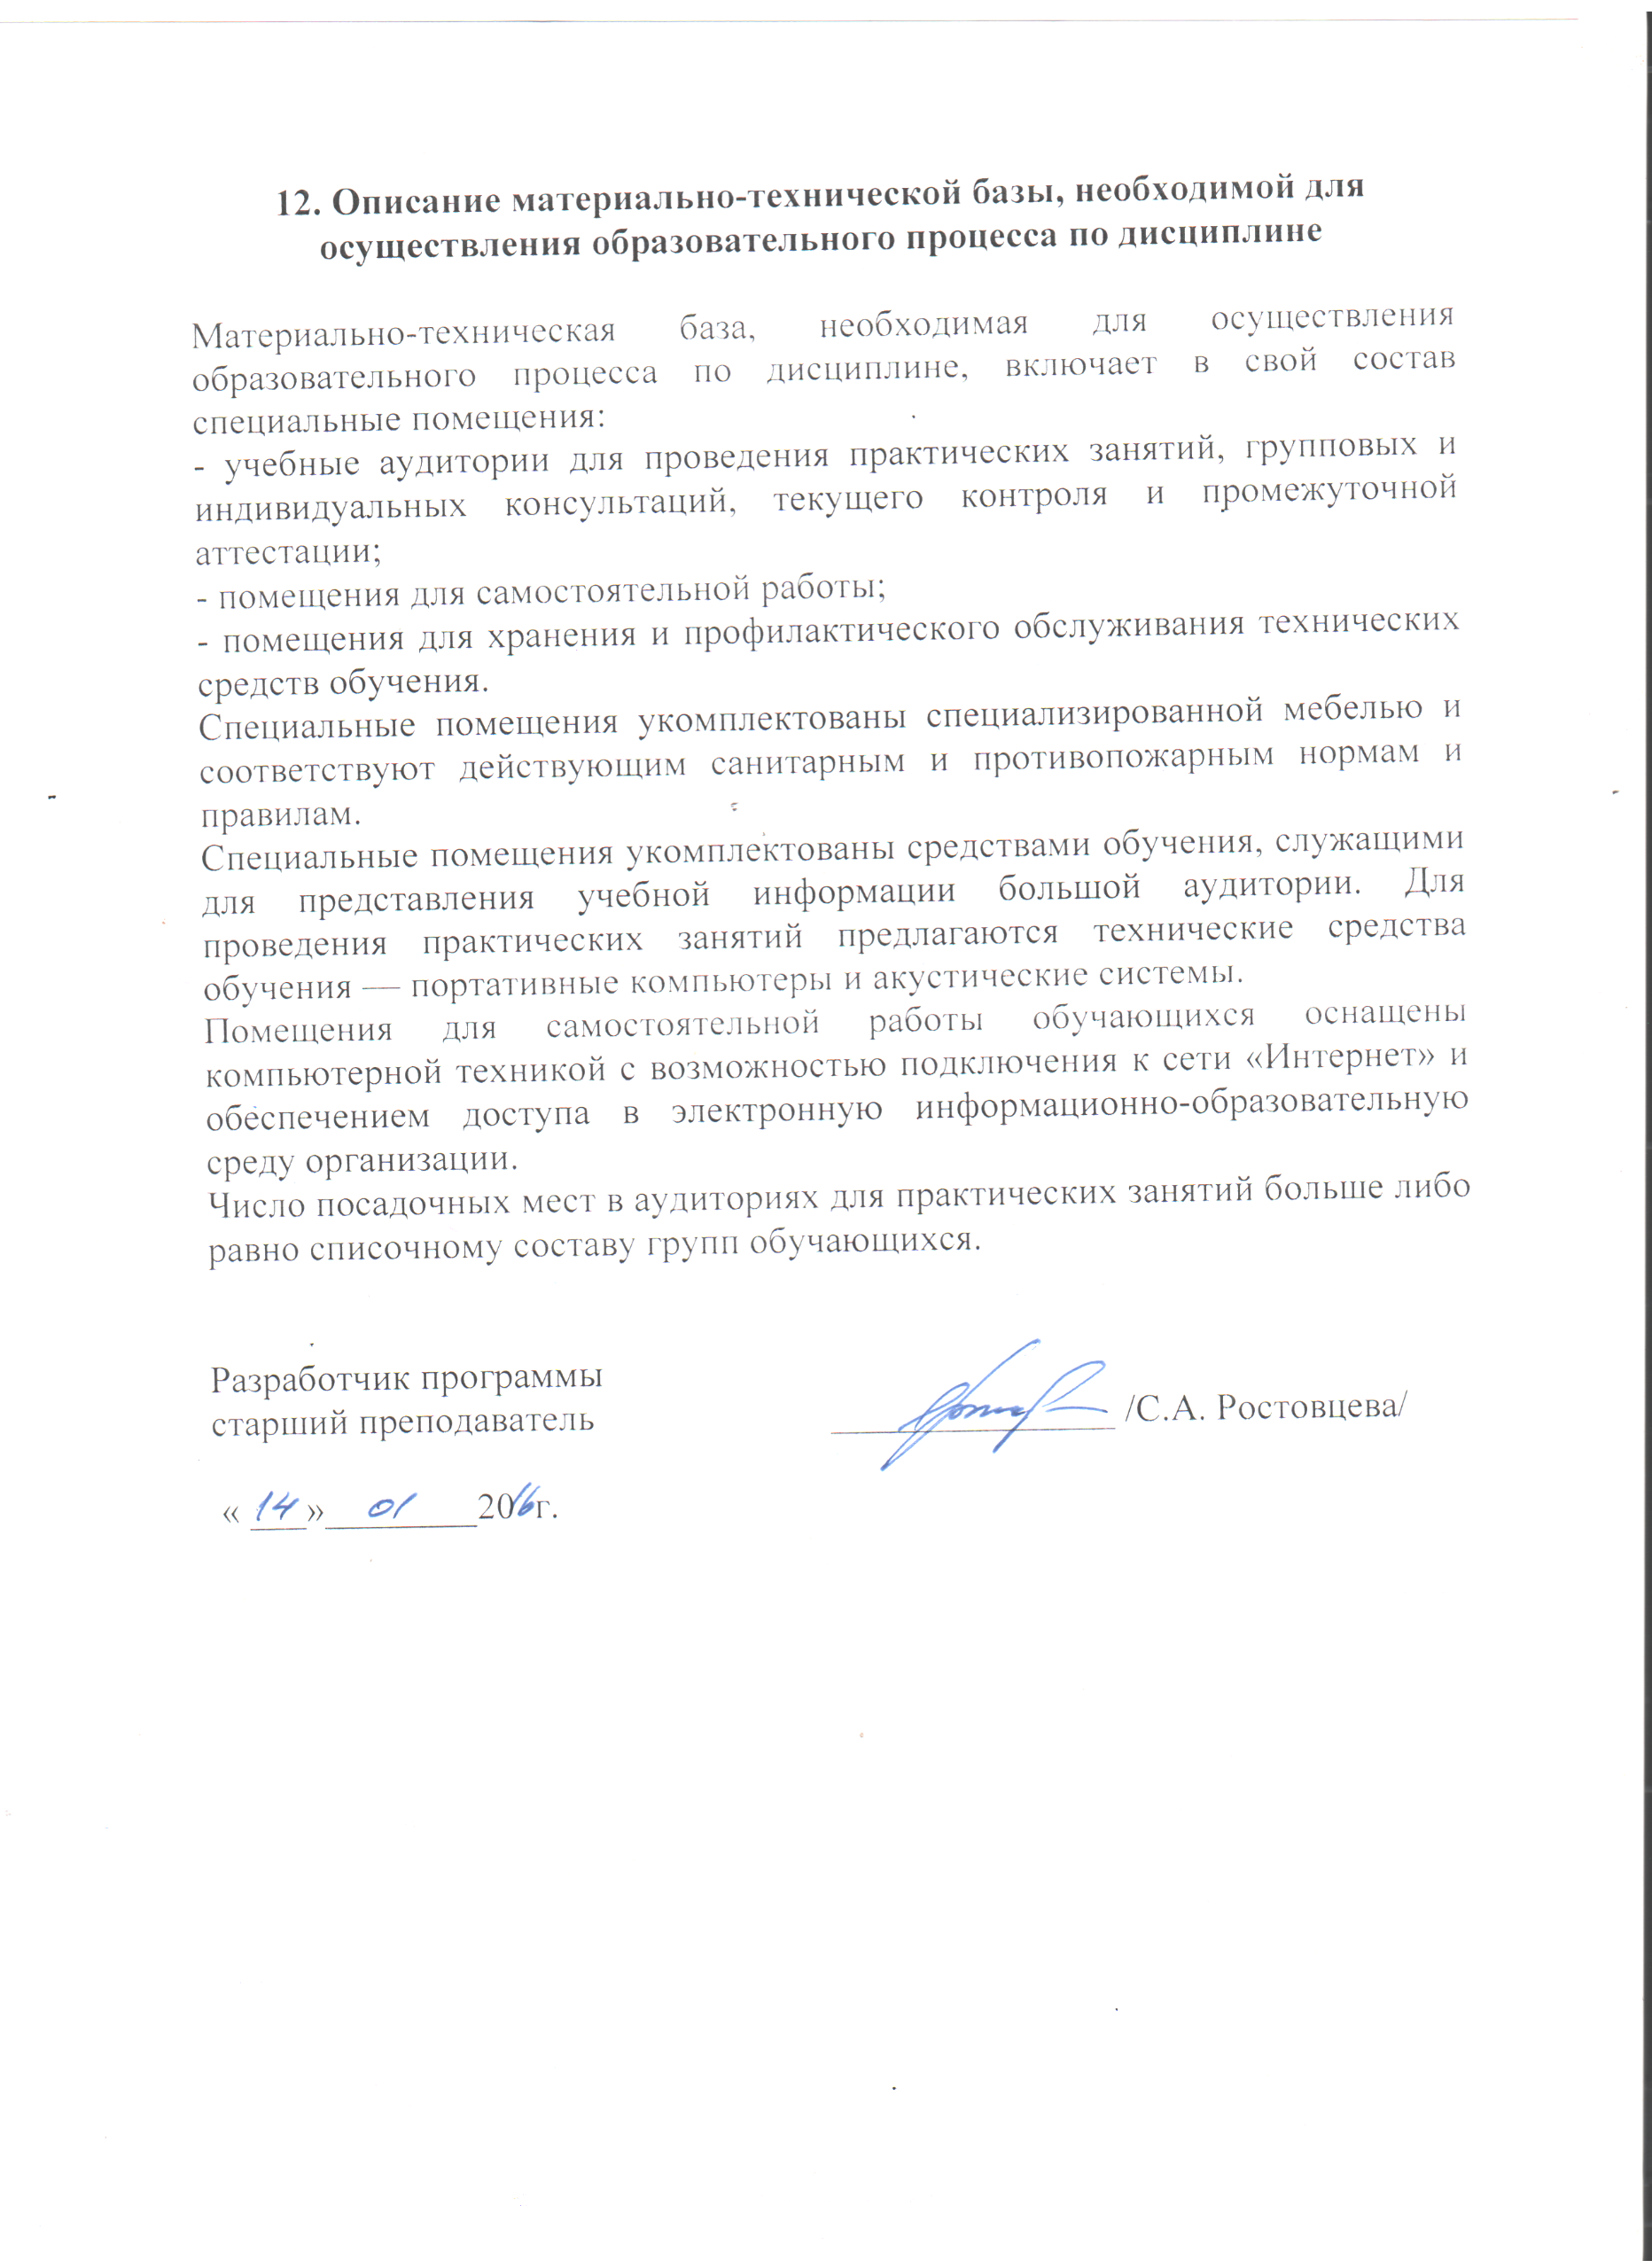 12. Описание материально-технической базы, необходимой для
осуществления образовательного процесса по дисциплине
Материально-техническая база, необходимая для осуществления
образовательного процесса по дисциплине, включает в свой состав
специальные помещения:
- учебные аудитории для проведения практических занятий, групповых и
индивидуальных консультаций, текущего контроля и промежуточной
аттестации;
- помещения для самостоятельной работы;
- помещения для хранения и профилактического обслуживания технических
средств обучения.
Специальные помещения укомплектованы специализированной мебелью и
соответствуют действующим санитарным и противопожарным нормам и
правилам.
Специальные помещения укомплектованы средствами обучения, служащими
для представления учебной информации большой аудитории. Для
проведения практических занятий предлагаются технические средства
обучения — портативные компьютеры и акустические системы.
Помещения для самостоятельной работы обучающихся оснащены
компьютерной техникой с возможностью подключения к сети «Интернет» и
обеспечением доступа в электронную информационно-образовательную
среду организации.
Число посадочных мест в аудиториях для практических занятий больше либо
равно списочному составу групп обучающихся.
Разработчик программы
старший преподаватель /С.А. Ростовцева/
« 14 » 01 2016г.